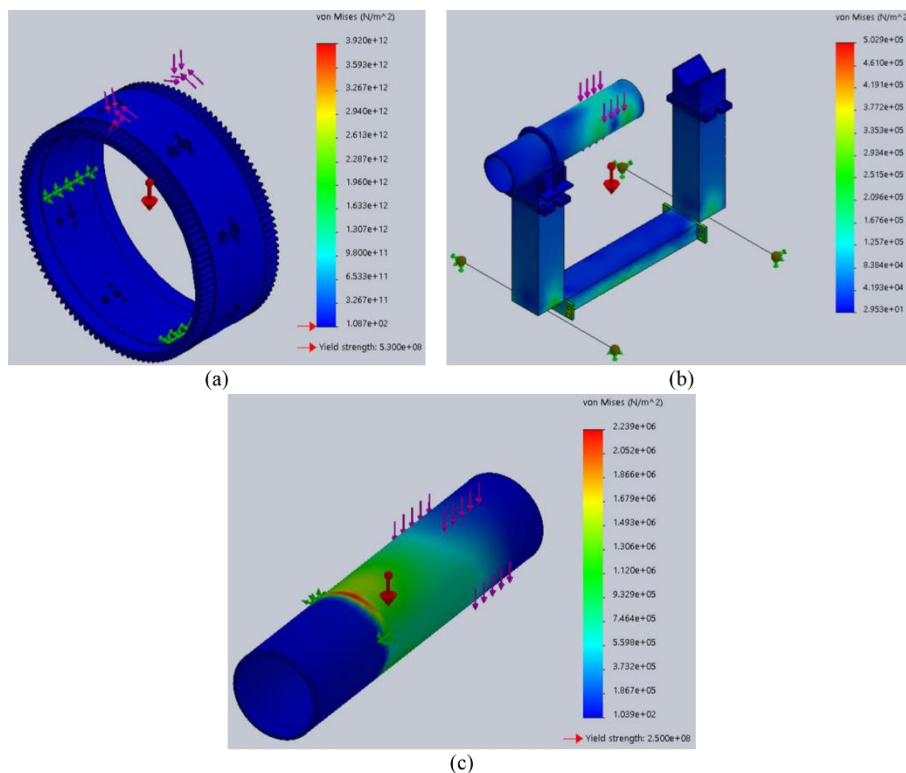 von Mises (N/m^2)
3.920e+12
3.593e+12
3.267e+12
2.940e+12
2.613e+12
2.287e+12
1.960e+12
1.633e+12
1.307e+12
9.800e+11
6.533e+11
3.267e+11
1.087e+02
Yield strength: 5.300e+08
(a)
von Mises (N/m^2)
5.029e+05
4.610e+05
4.191e+05
3.772e+05
3.353e+05
2.934e+05
2.515e+05
2.096e+05
1.676e+05
1.257e+05
8.384e+04
4.193e+04
2.953e+01
(b)
von Mises (N/m^2)
2.239e+06
2.052e+06
1.866e+06
1.679e+06
1.493e+06
1.306e+06
1.120e+06
9.329e+05
7.464e+05
5.598e+05
3.732e+05
1.867e+05
1.039e+02
Yield strength: 2.500e+08
(c)